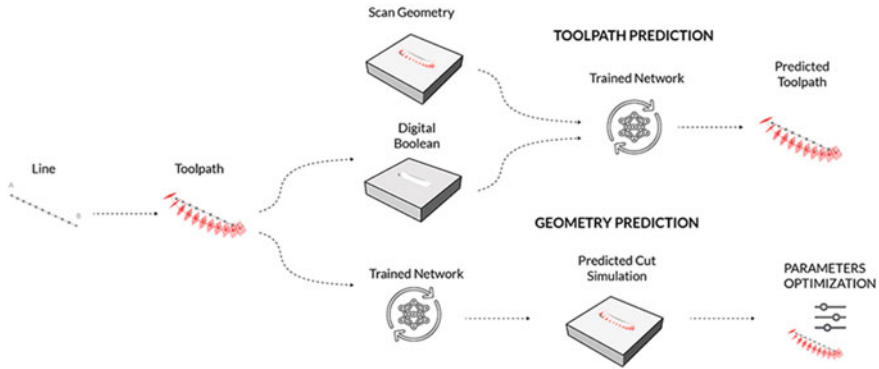 Scan Geometry
TOOLPATH PREDICTION
Trained Network
Predicted
Toolpath
Digital
Boolean
Line
Toolpath
A
B
GEOMETRY PREDICTION
Trained Network
Predicted Cut
Simulation
PARAMETERS
OPTIMIZATION